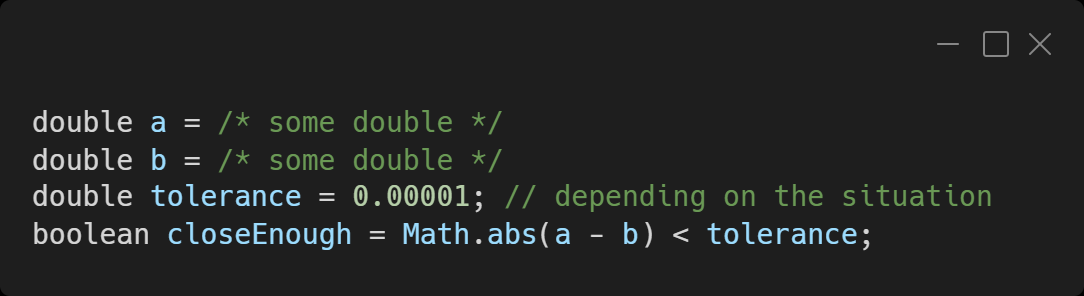 double a = /* some double */
double b = /* some double */
double tolerance = 0.00001; // depending on the situation
boolean closeEnough = Math.abs(a - b) < tolerance;